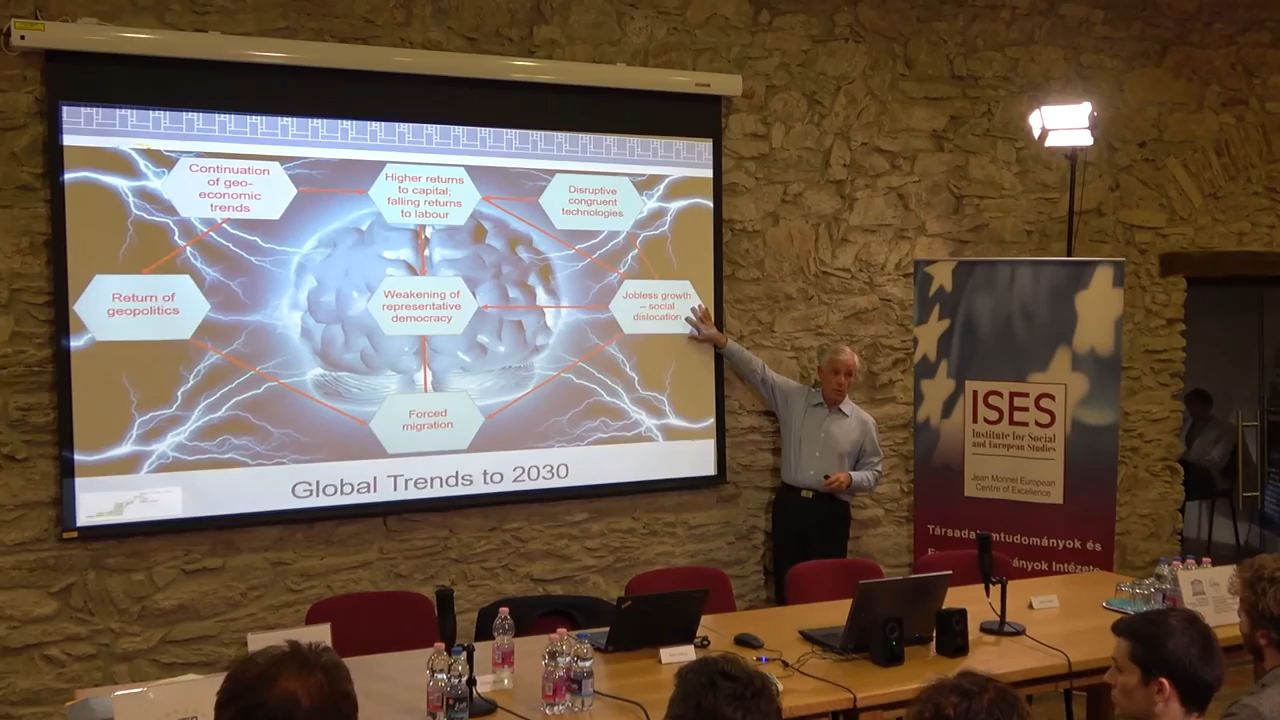 Continuation
of geo-
economic
trends
Higher returns
to capital;
falling returns
to labour
Disruptive
congruent
technologies
Return of
geopolitics
Weakening of
representative
democracy
Jobless growth
– social
dislocation
Forced
migration
Global Trends to 2030
ISES
Institute for Social
and European Studies
Jean Monnet European
Centre of Excellence
Társadalomtudományok és
Intézete